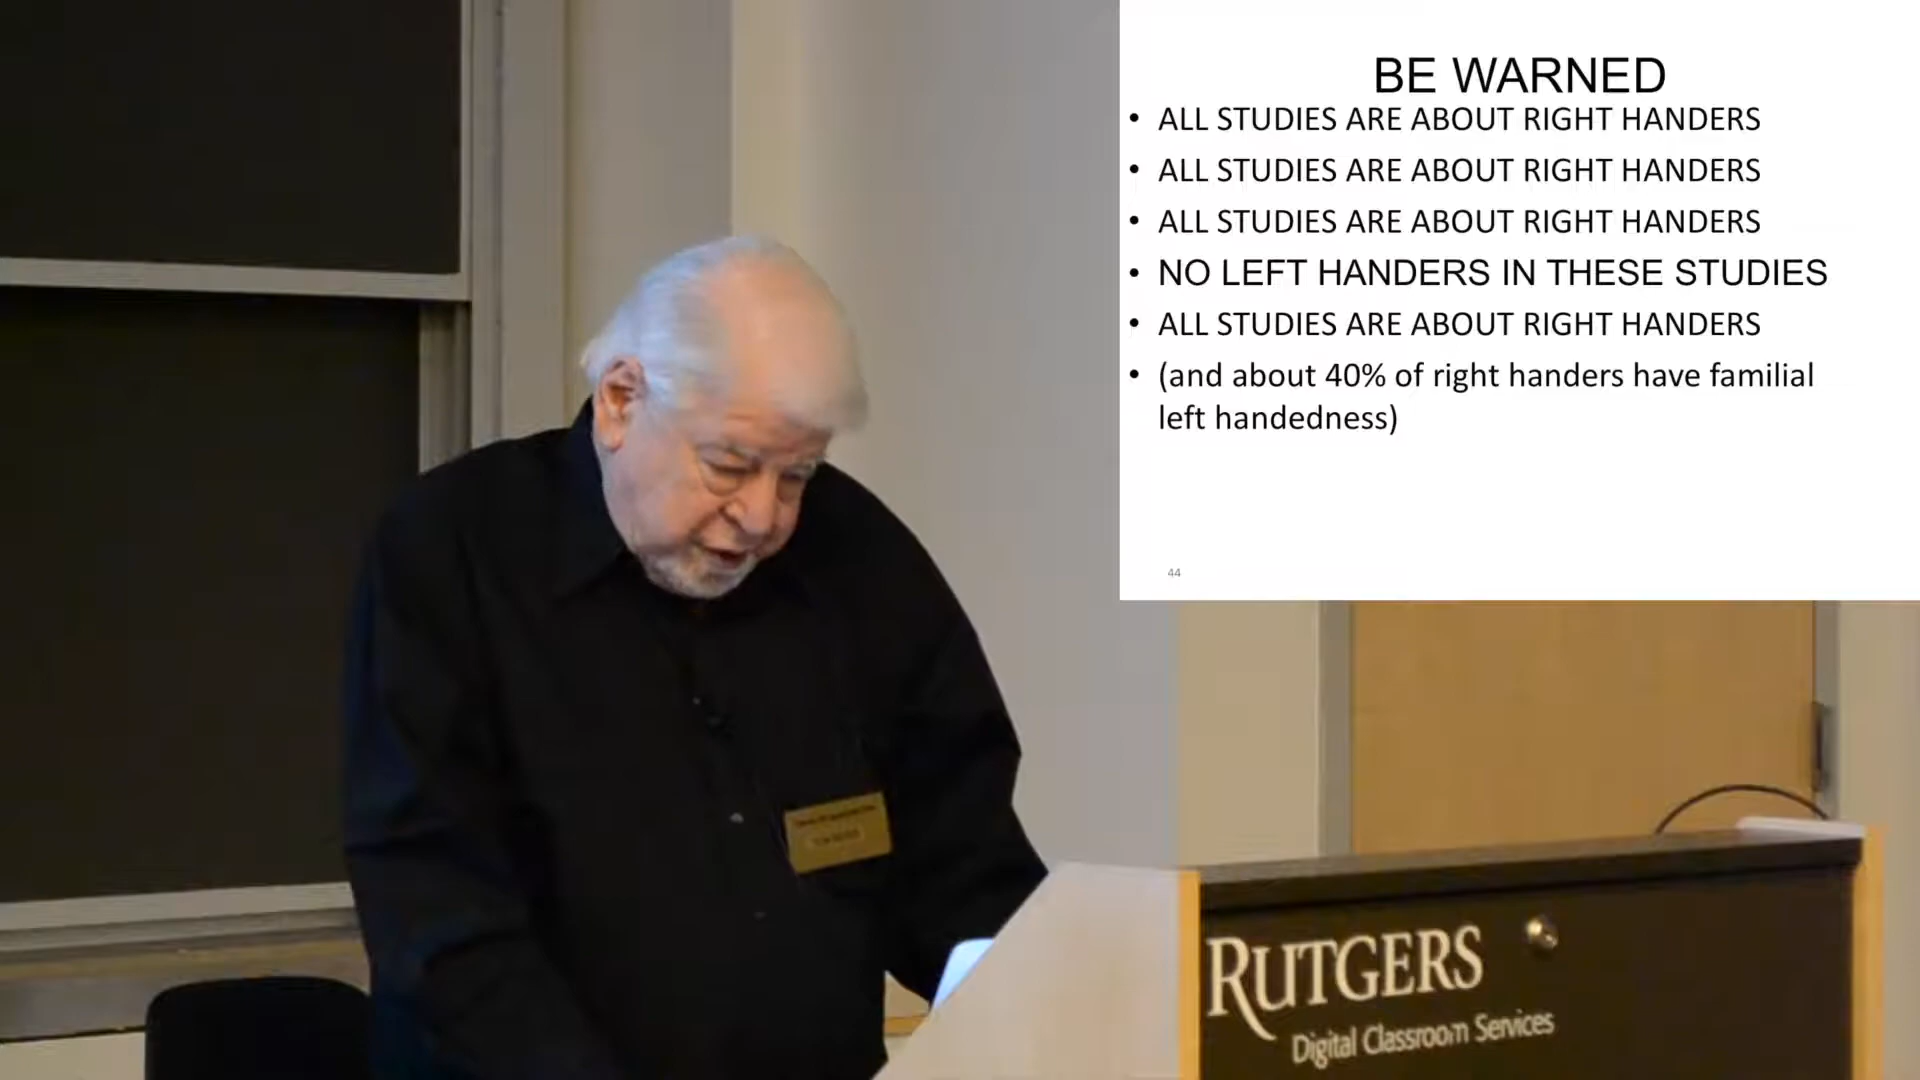 BE WARNED
• ALL STUDIES ARE ABOUT RIGHT HANDERS
• ALL STUDIES ARE ABOUT RIGHT HANDERS
• ALL STUDIES ARE ABOUT RIGHT HANDERS
• NO LEFT HANDERS IN THESE STUDIES
• ALL STUDIES ARE ABOUT RIGHT HANDERS
• (and about 40% of right handers have familial
left handedness)
44
RUTGERS
Digital Classroom Services